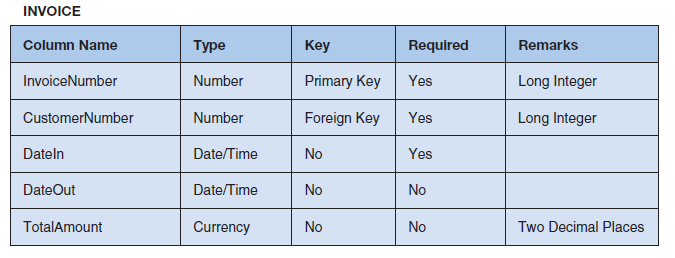 INVOICE
Column Name Type Key Required Remarks
InvoiceNumber Number Primary Key Yes Long Integer
CustomerNumber Number Foreign Key Yes Long Integer
DateIn Date/Time No Yes
DateOut Date/Time No No
TotalAmount Currency No No Two Decimal Places